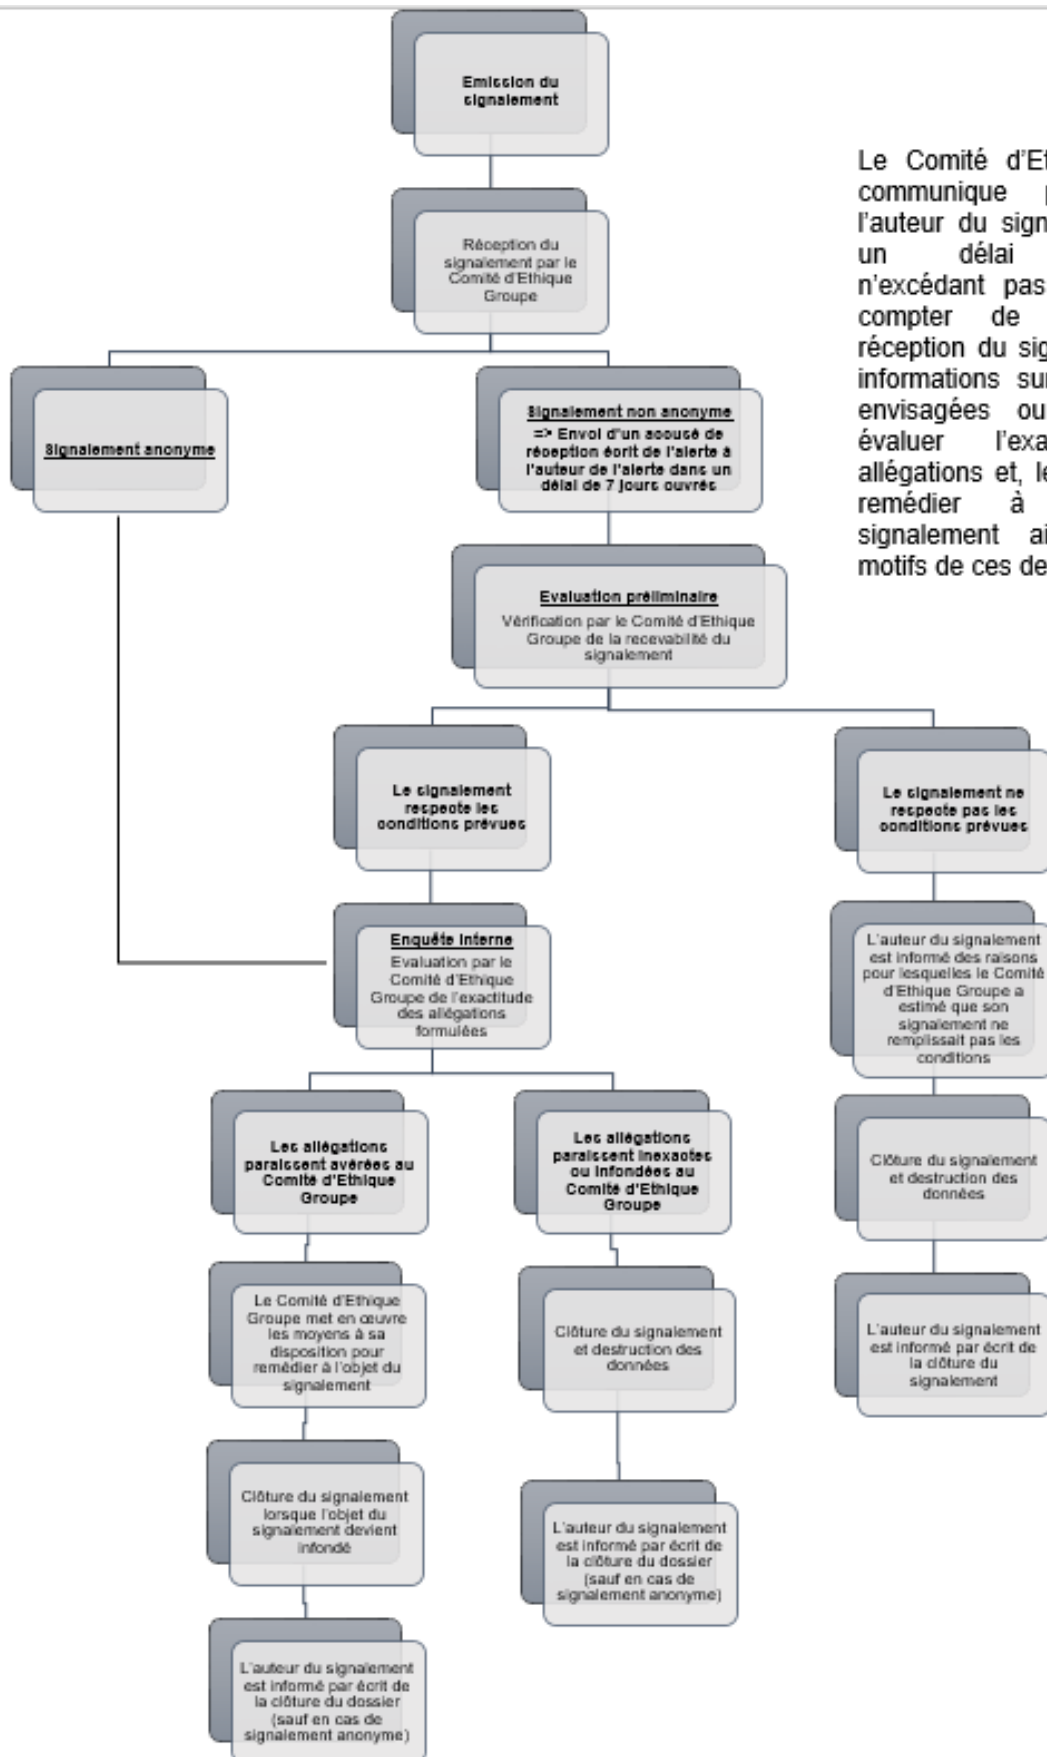 Emission du
signalement
Réception du
signalement par le
Comité d'Ethique
Groupe
Signalement anonyme
Signalement non anonyme
=> Envoi d'un accusé de
réception écrit de l'alerte à
l'auteur de l'alerte dans un
délai de 7 jours ouvrés
Evaluation préliminaire
Vérification par le Comité d'Ethique
Groupe de la recevabilité du
signalement
Le signalement
respecte les
conditions prévues
Le signalement ne
respecte pas les
conditions prévues
Enquête interne
Evaluation par le
Comité d'Ethique
Groupe de l'exactitude
des allégations
formulées
L'auteur du signalement
est informé des raisons
pour lesquelles le Comité
d'Ethique Groupe a
estimé que son
signalement ne
remplissait pas les
conditions
Les allégations
paraissent avérées au
Comité d'Ethique
Groupe
Les allégations
paraissent inexactes
ou infondées au
Comité d'Ethique
Groupe
Clôture du signalement
et destruction des
données
Le Comité d'Ethique
Groupe met en œuvre
les moyens à sa
disposition pour
remédier à l'objet du
signalement
Clôture du signalement
et destruction des
données
L'auteur du signalement
est informé par écrit de
la clôture du
signalement
Clôture du signalement
lorsque l'objet du
signalement devient
infondé
L'auteur du signalement
est informé par écrit de
la clôture du dossier
(sauf en cas de
signalement anonyme)
L'auteur du signalement
est informé par écrit de
la clôture du dossier
(sauf en cas de
signalement anonyme)
Le Comité d'Et
communique p
l'auteur du sign
un délai
n'excédant pas
compter de
réception du sig
informations sur
envisagées ou
évaluer l'exa
allégations et, le
remédier à
signalement ai
motifs de ces de